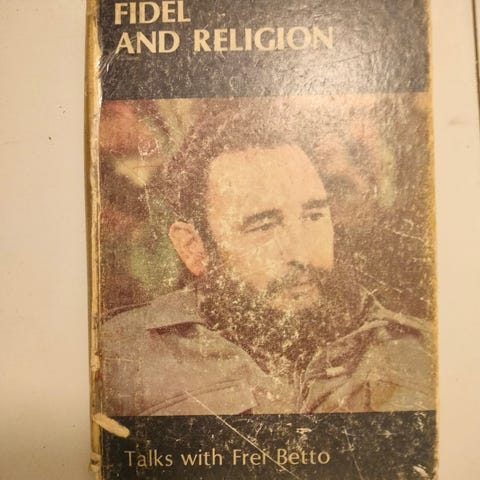 FIDEL
AND RELIGION
Talks with Frei Betto